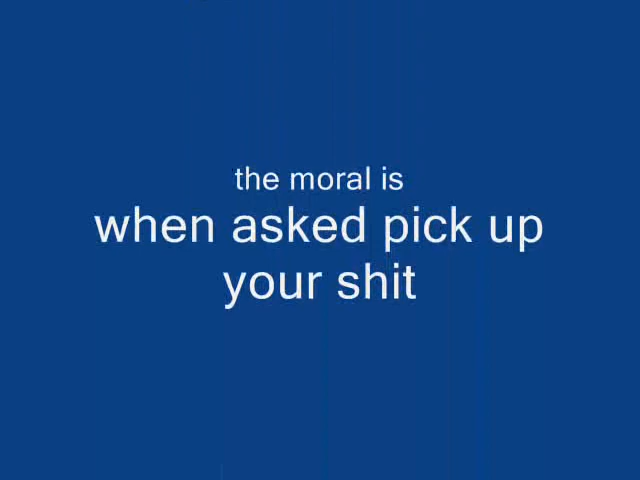 the moral is
when asked pick up
your shit